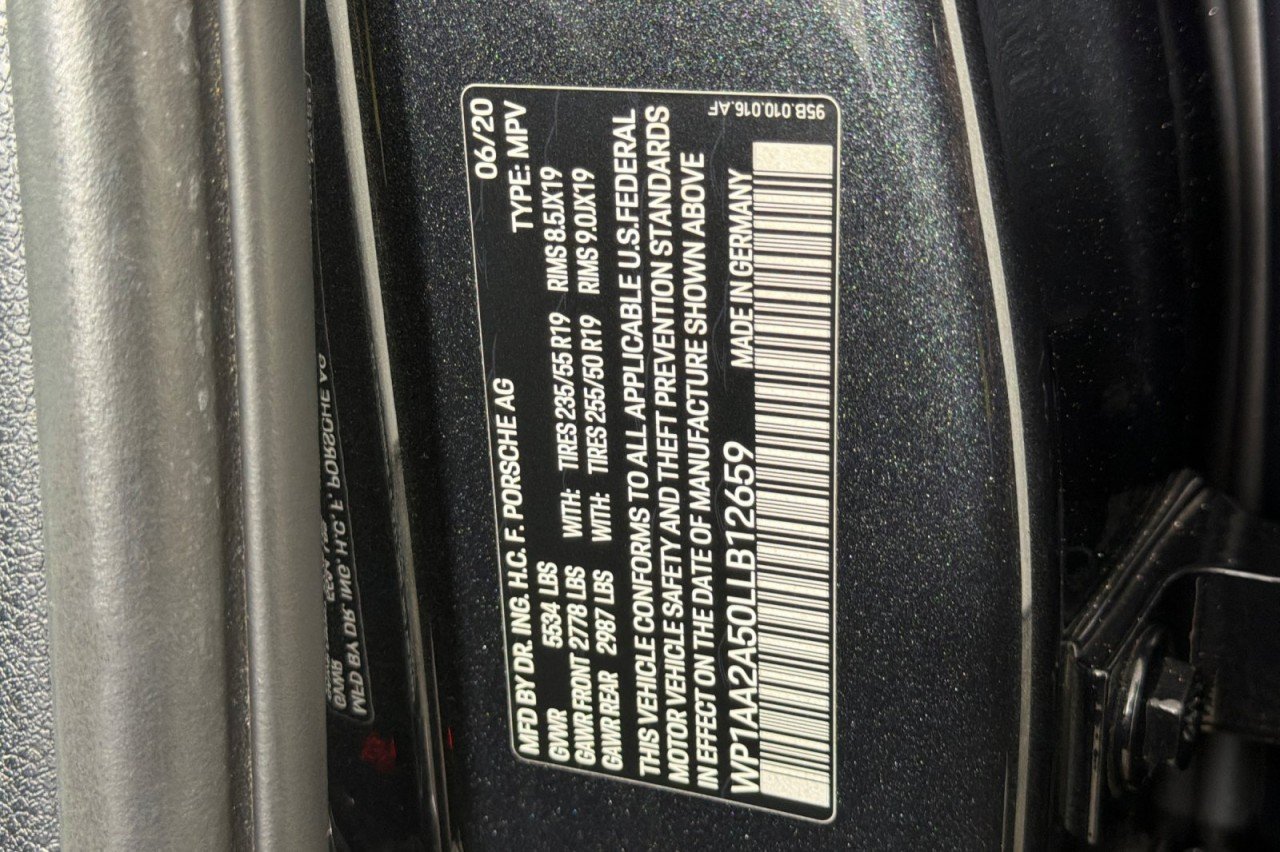 MFD BY DR. ING. H.C. F. PORSCHE AG 06/20
GVWR 5534 LBS TYPE: MPV
GAWR FRONT 2778 LBS WITH: TIRES 235/55 R19 RIMS 8.5JX19
GAWR REAR 2987 LBS WITH: TIRES 255/50 R19 RIMS 9.0JX19
THIS VEHICLE CONFORMS TO ALL APPLICABLE U.S. FEDERAL
MOTOR VEHICLE SAFETY AND THEFT PREVENTION STANDARDS
IN EFFECT ON THE DATE OF MANUFACTURE SHOWN ABOVE
WP1AA2A50LLB12659 MADE IN GERMANY
95B.010.016.AF